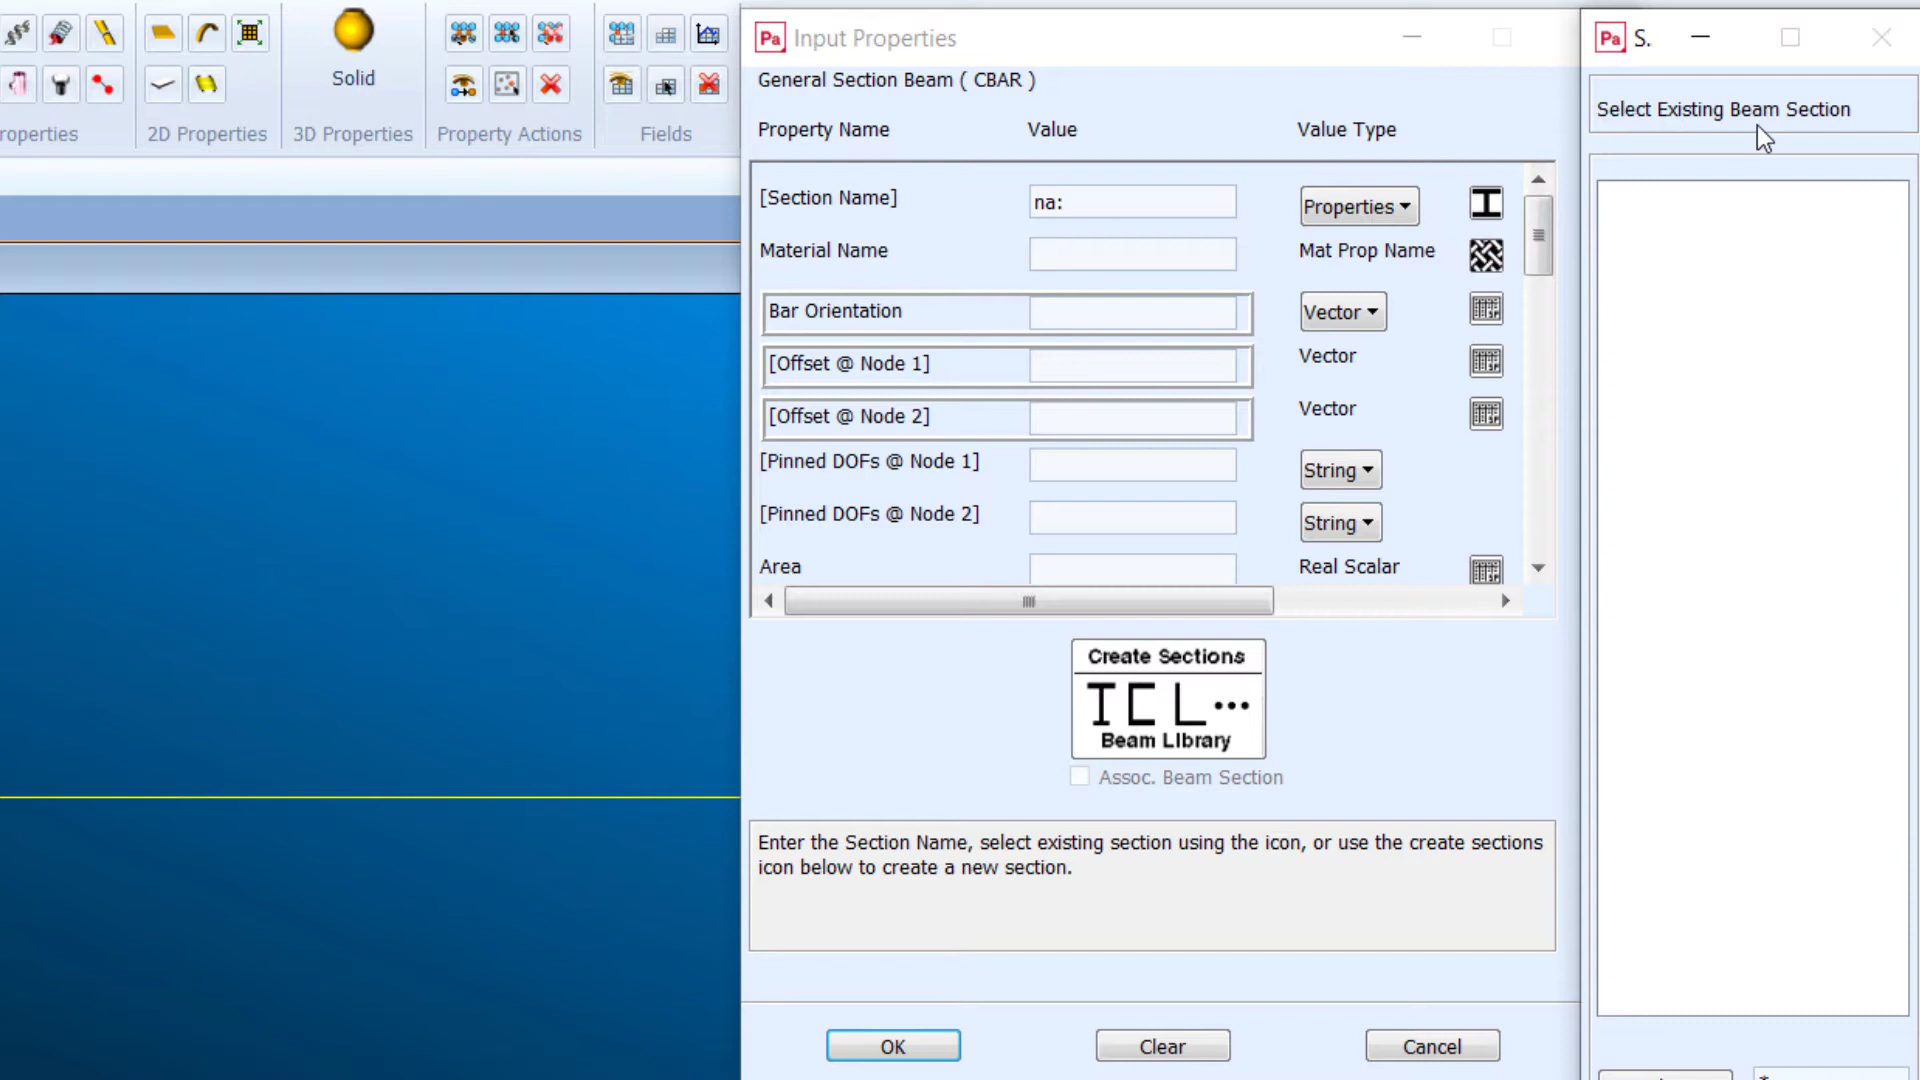 Solid
roperties
2D Properties
3D Properties
Property Actions
Fields
Pa Input Properties
General Section Beam ( CBAR )
Property Name Value Value Type
[Section Name] na: Properties
Material Name Mat Prop Name
Bar Orientation Vector
[Offset @ Node 1] Vector
[Offset @ Node 2] Vector
[Pinned DOFs @ Node 1] String
[Pinned DOFs @ Node 2] String
Area Real Scalar
Create Sections
I C L ...
Beam Library
Assoc. Beam Section
Enter the Section Name, select existing section using the icon, or use the create sections
icon below to create a new section.
OK Clear Cancel
Pa S.
Select Existing Beam Section